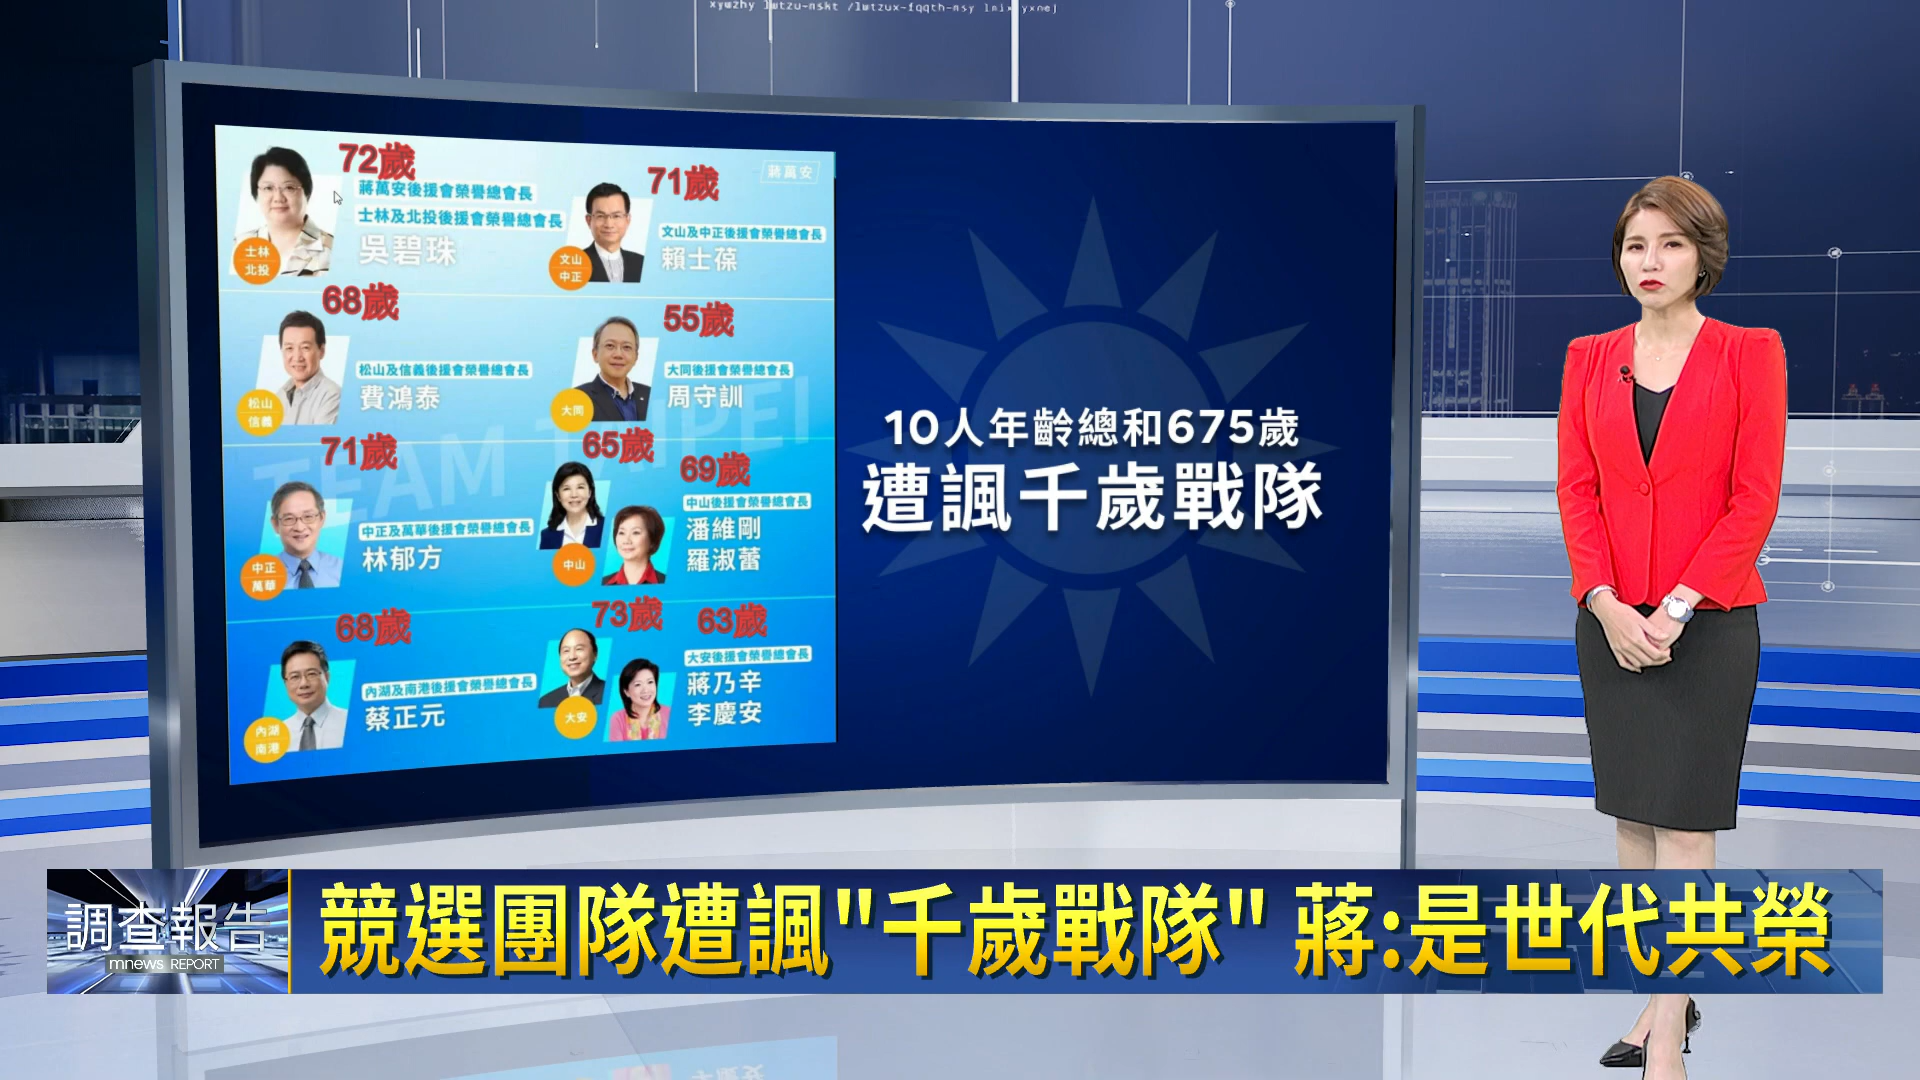 xywzhy lwtzu-nskt /lwtzux-fqqth-msy lnix yxnej
蔣萬安
72歲
蔣萬安後援會榮譽總會長
士林及北投後援會榮譽總會長
吳碧珠
士林
北投
71歲
文山及中正後援會榮譽總會長
賴士葆
文山
中正
68歲
松山及信義後援會榮譽總會長
費鴻泰
松山
信義
55歲
大同後援會榮譽總會長
周守訓
大同
TEAM TAIPEI
71歲
中正及萬華後援會榮譽總會長
林郁方
中正
萬華
65歲
69歲
中山後援會榮譽總會長
潘維剛
羅淑蕾
中山
68歲
內湖及南港後援會榮譽總會長
蔡正元
內湖
南港
73歲
63歲
大安後援會榮譽總會長
蔣乃辛
李慶安
大安
10人年齡總和675歲
遭諷千歲戰隊
調查報告
mnews REPORT
競選團隊遭諷"千歲戰隊" 蔣:是世代共榮